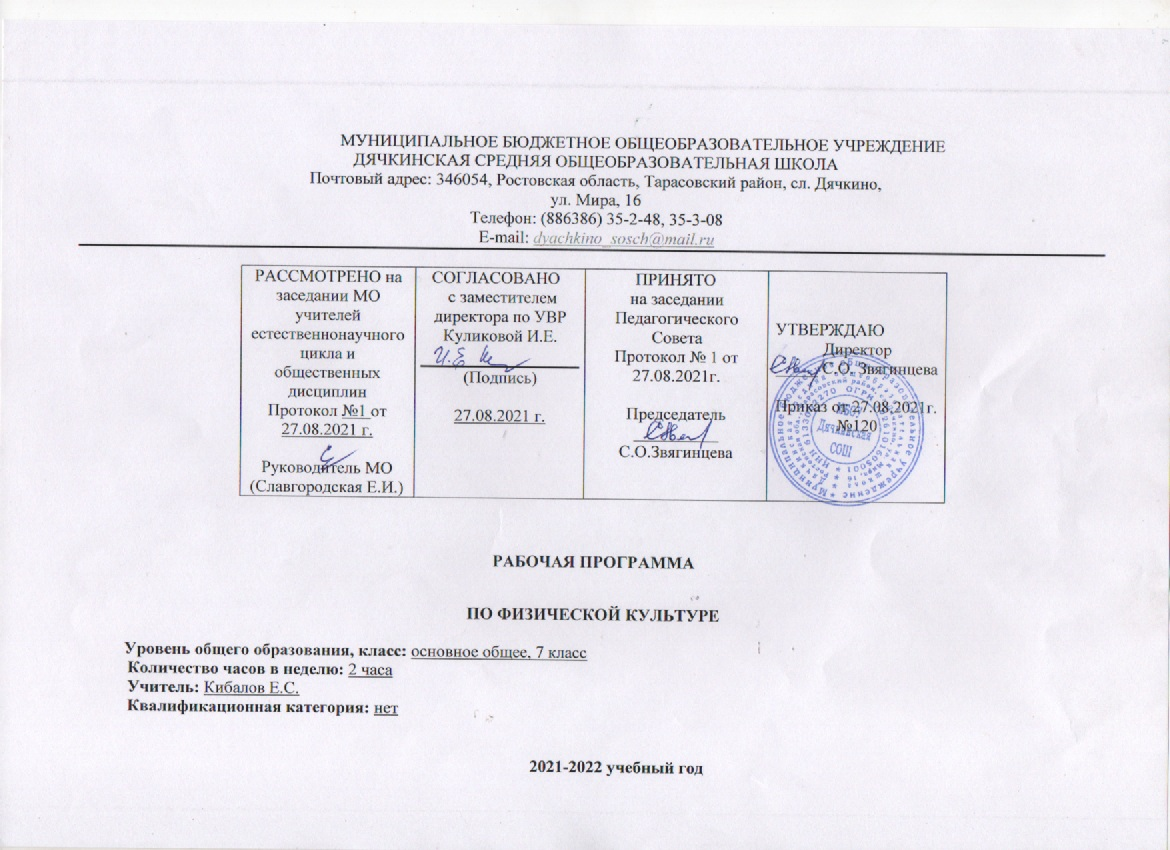 МУНИЦИПАЛЬНОЕ БЮДЖЕТНОЕ ОБЩЕОБРАЗОВАТЕЛЬНОЕ УЧРЕЖДЕНИЕ
ДЯЧКИНСКАЯ СРЕДНЯЯ ОБЩЕОБРАЗОВАТЕЛЬНАЯ ШКОЛА
Почтовый адрес: 346054, Ростовская область, Тарасовский район, сл. Дячкино,
ул. Мира, 16
Телефон: (886386) 35-2-48, 35-3-08
E-mail: dyachkino_sosch@mail.ru
РАССМОТРЕНО на
заседании МО
учителей
естественнонаучного
цикла и
общественных
дисциплин
Протокол №1 от
27.08.2021 г.
Руководитель МО
(Славгородская Е.И.)
СОГЛАСОВАНО
с заместителем
директора по УВР
Куликовой И.Е.
(Подпись)
27.08.2021 г.
ПРИНЯТО
на заседании
Педагогического
Совета
Протокол № 1 от
27.08.2021г.
Председатель
С.О.Звягинцева
УТВЕРЖДАЮ
Директор
С.О. Звягинцева
Приказ от 27.08.2021г.
№120
Дячкинская
СОШ
РАБОЧАЯ ПРОГРАММА
ПО ФИЗИЧЕСКОЙ КУЛЬТУРЕ
Уровень общего образования, класс: основное общее, 7 класс
Количество часов в неделю: 2 часа
Учитель: Кибалов Е.С.
Квалификационная категория: нет
2021-2022 учебный год